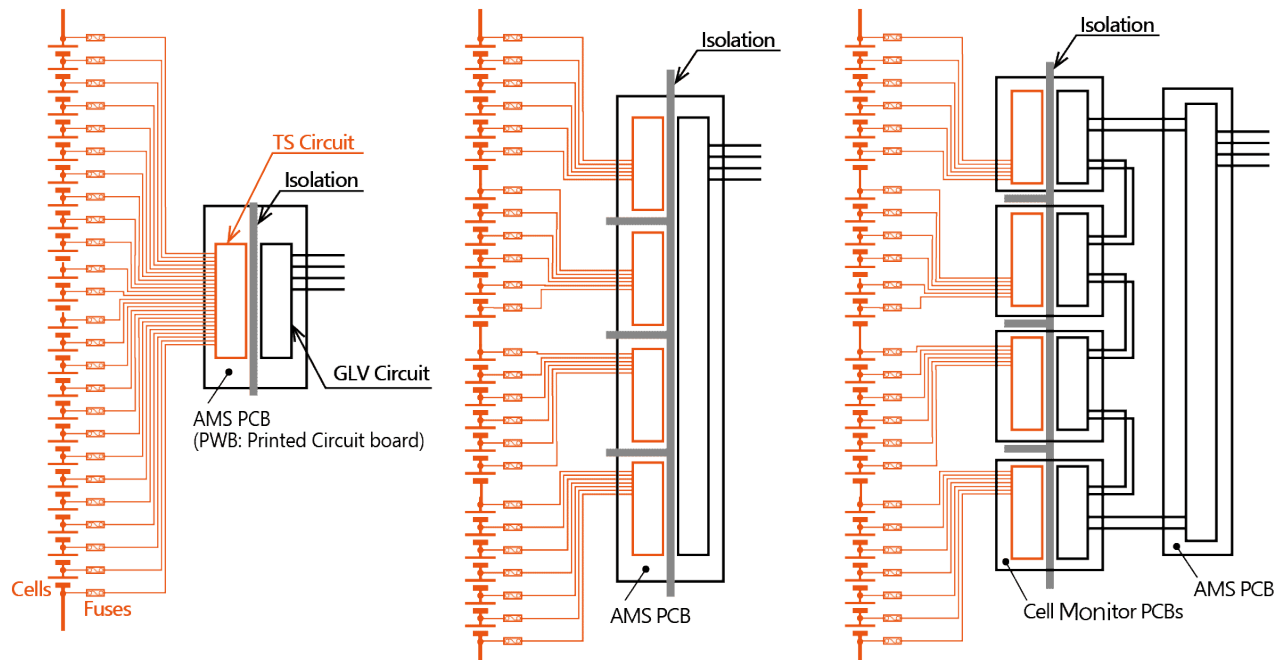 TS Circuit
Isolation
GLV Circuit
AMS PCB
(PWB: Printed Circuit board)
Cells
Fuses
Isolation
AMS PCB
Isolation
Cell Monitor PCBs
AMS PCB